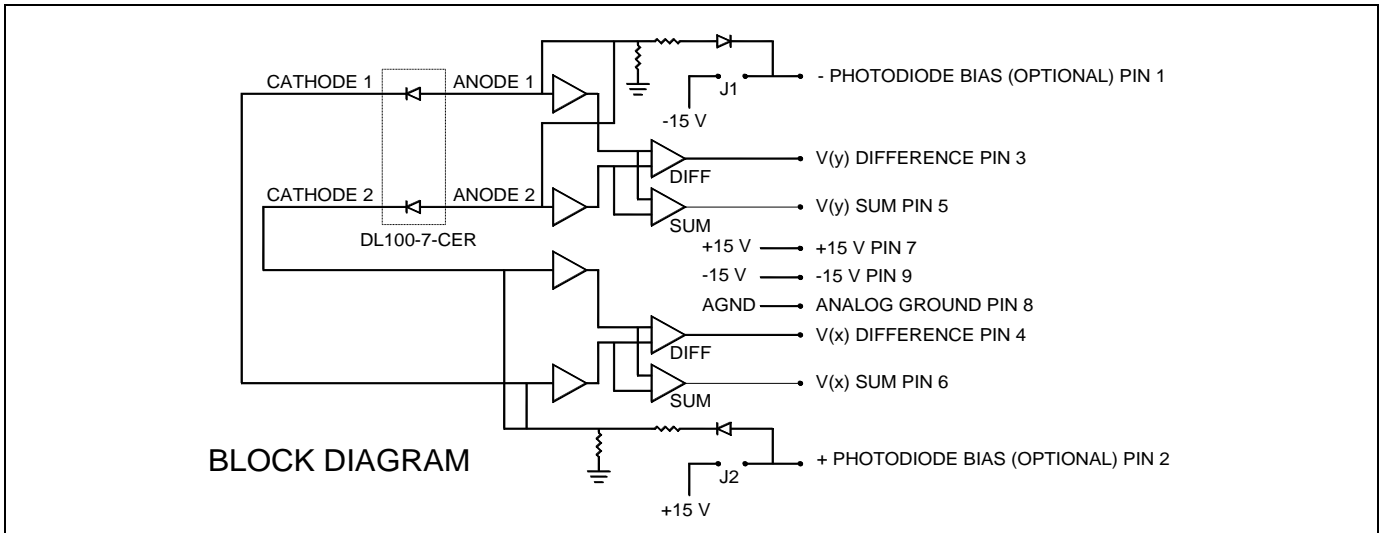 CATHODE 1
ANODE 1
J1
- PHOTODIODE BIAS (OPTIONAL) PIN 1
-15 V
DIFF
V(y) DIFFERENCE PIN 3
CATHODE 2
ANODE 2
SUM
V(y) SUM PIN 5
DL100-7-CER
+15 V
+15 V PIN 7
-15 V
-15 V PIN 9
AGND
ANALOG GROUND PIN 8
DIFF
V(x) DIFFERENCE PIN 4
SUM
V(x) SUM PIN 6
BLOCK DIAGRAM
J2
+ PHOTODIODE BIAS (OPTIONAL) PIN 2
+15 V